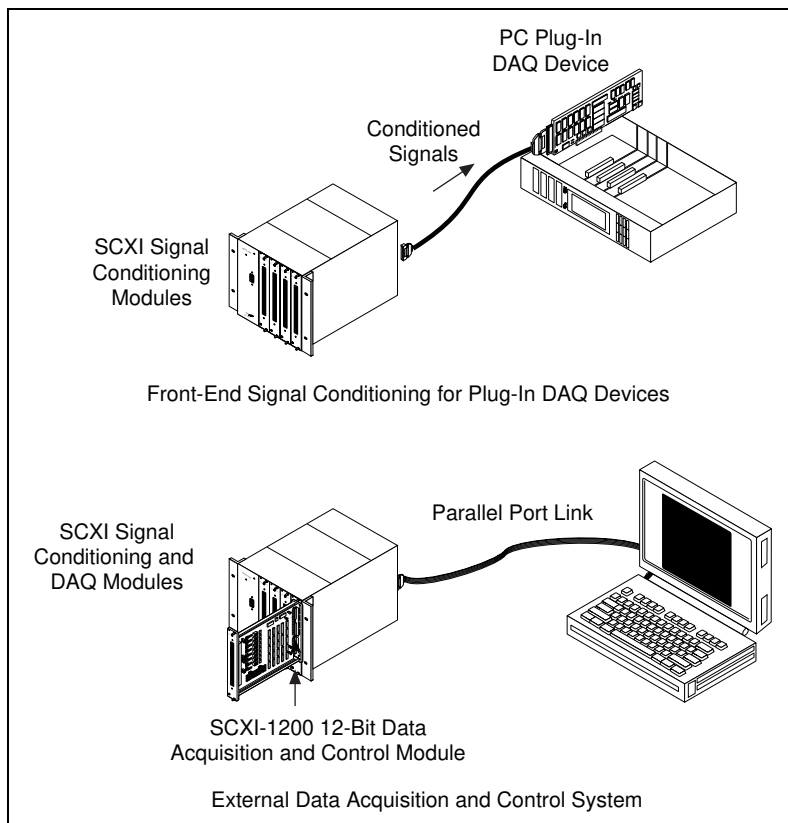 PC Plug-In
DAQ Device
Conditioned
Signals
SCXI Signal
Conditioning
Modules
Front-End Signal Conditioning for Plug-In DAQ Devices
Parallel Port Link
SCXI Signal
Conditioning and
DAQ Modules
SCXI-1200 12-Bit Data
Acquisition and Control Module
External Data Acquisition and Control System